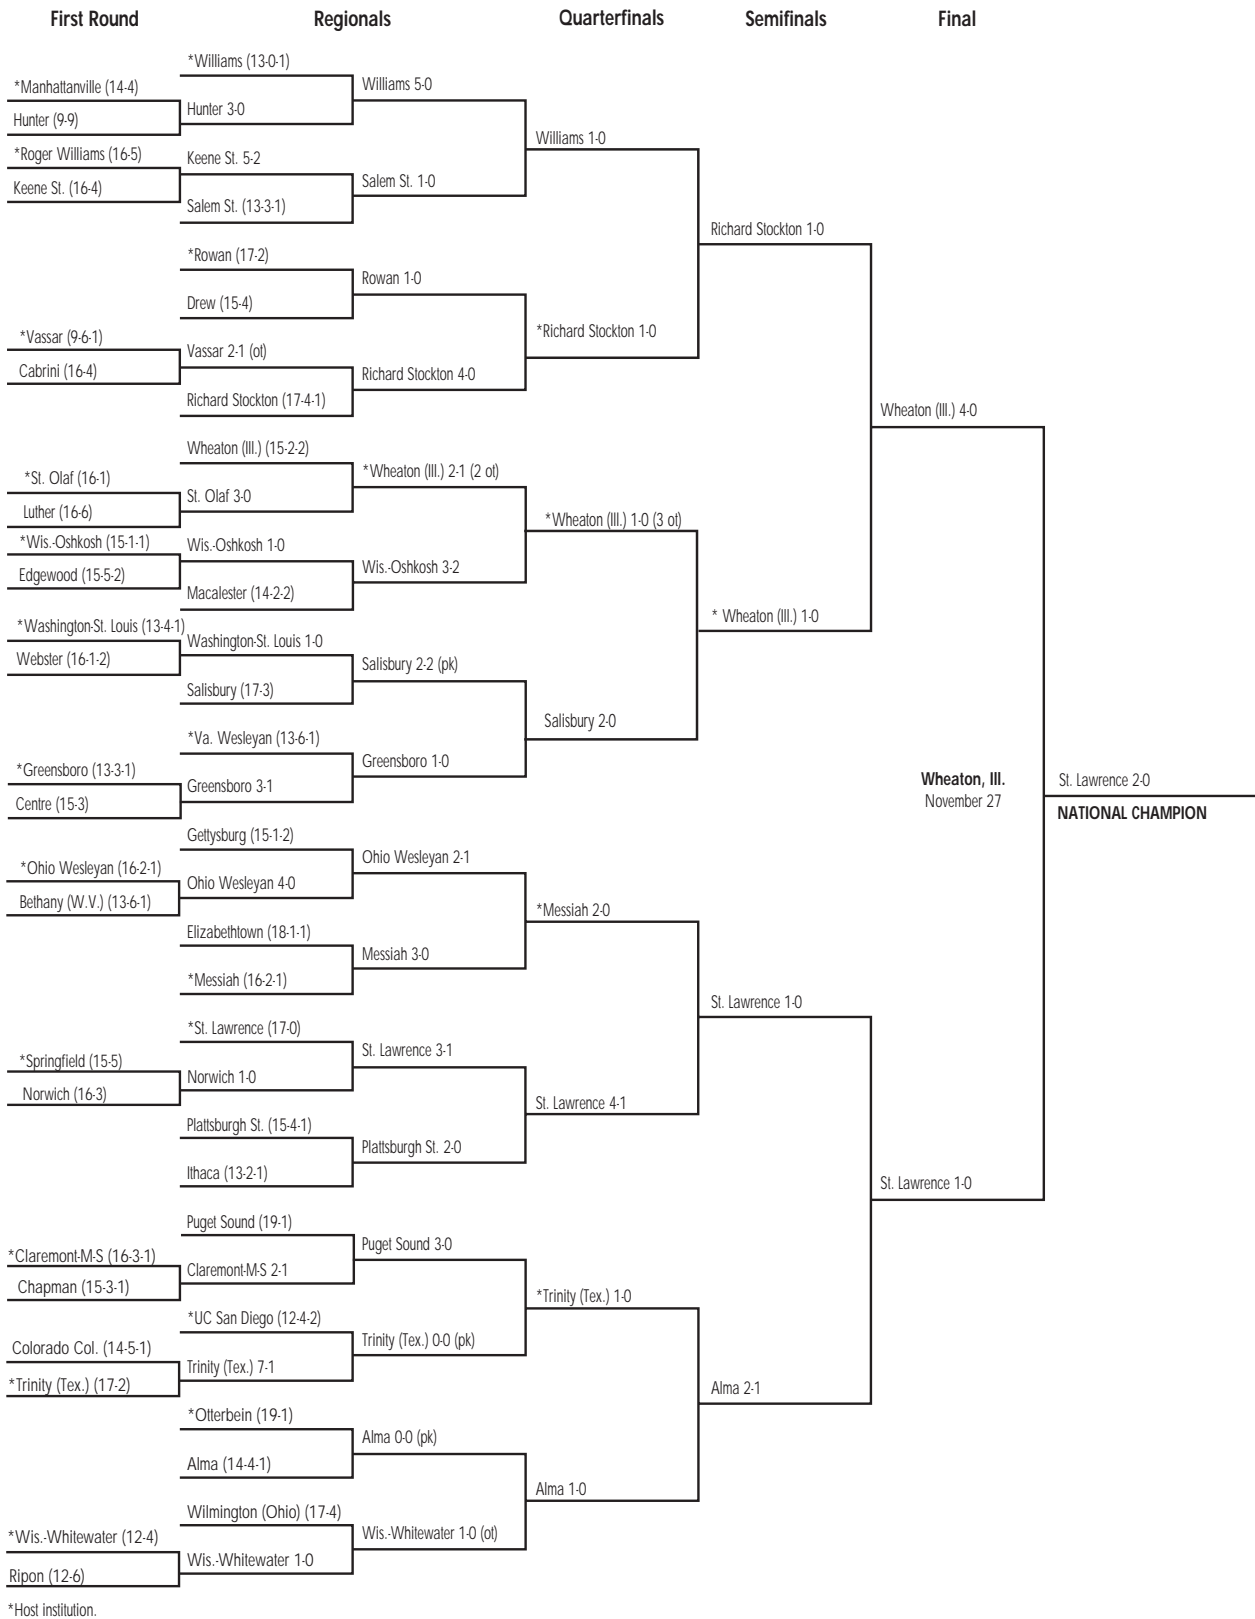 First Round
Regionals
Quarterfinals
Semifinals
Final
*Manhattanville (14-4)
Hunter (9-9)
*Roger Williams (16-5)
Keene St. (16-4)
*Vassar (9-6-1)
Cabrini (16-4)
*St. Olaf (16-1)
Luther (16-6)
*Wis.-Oshkosh (15-1-1)
Edgewood (15-5-2)
*Washington-St. Louis (13-4-1)
Webster (16-1-2)
*Greensboro (13-3-1)
Centre (15-3)
*Ohio Wesleyan (16-2-1)
Bethany (W.V.) (13-6-1)
*Springfield (15-5)
Norwich (16-3)
*Claremont-M-S (16-3-1)
Chapman (15-3-1)
Colorado Col. (14-5-1)
*Trinity (Tex.) (17-2)
*Wis.-Whitewater (12-4)
Ripon (12-6)
*Williams (13-0-1)
Hunter 3-0
Keene St. 5-2
Salem St. (13-3-1)
*Rowan (17-2)
Drew (15-4)
Vassar 2-1 (ot)
Richard Stockton (17-4-1)
Wheaton (Ill.) (15-2-2)
St. Olaf 3-0
Wis.-Oshkosh 1-0
Macalester (14-2-2)
Washington-St. Louis 1-0
Salisbury (17-3)
*Va. Wesleyan (13-6-1)
Greensboro 3-1
Gettysburg (15-1-2)
Ohio Wesleyan 4-0
Elizabethtown (18-1-1)
*Messiah (16-2-1)
*St. Lawrence (17-0)
Norwich 1-0
Plattsburgh St. (15-4-1)
Ithaca (13-2-1)
Puget Sound (19-1)
Claremont-M-S 2-1
*UC San Diego (12-4-2)
Trinity (Tex.) 7-1
*Otterbein (19-1)
Alma (14-4-1)
Wilmington (Ohio) (17-4)
Wis.-Whitewater 1-0
Williams 5-0
Salem St. 1-0
Rowan 1-0
Richard Stockton 4-0
*Wheaton (Ill.) 2-1 (2 ot)
Wis.-Oshkosh 3-2
Salisbury 2-2 (pk)
Greensboro 1-0
Ohio Wesleyan 2-1
Messiah 3-0
St. Lawrence 3-1
Plattsburgh St. 2-0
Puget Sound 3-0
Trinity (Tex.) 0-0 (pk)
Alma 0-0 (pk)
Wis.-Whitewater 1-0 (ot)
Williams 1-0
*Richard Stockton 1-0
*Wheaton (Ill.) 1-0 (3 ot)
Salisbury 2-0
*Messiah 2-0
St. Lawrence 4-1
*Trinity (Tex.) 1-0
Alma 1-0
Richard Stockton 1-0
* Wheaton (Ill.) 1-0
St. Lawrence 1-0
Alma 2-1
Wheaton (Ill.) 4-0
St. Lawrence 1-0
Wheaton, Ill.
November 27
St. Lawrence 2-0
NATIONAL CHAMPION
*Host institution.